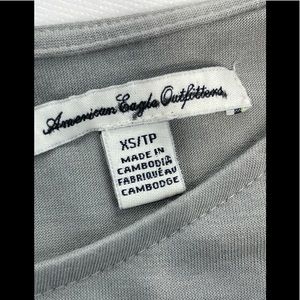 American Eagle Outfitters
XS/TP
MADE IN
CAMBODIA
FABRIQUÉ AU
CAMBODGE